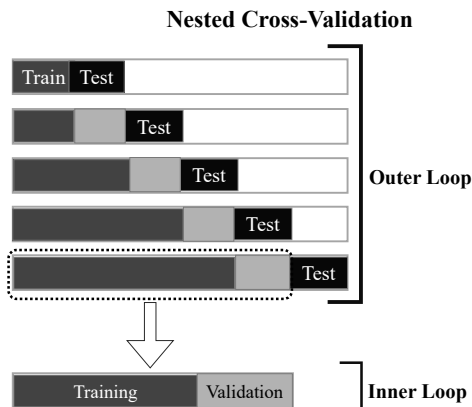 Nested Cross-Validation
Train Test
Test
Test
Outer Loop
Test
Test
Training Validation Inner Loop